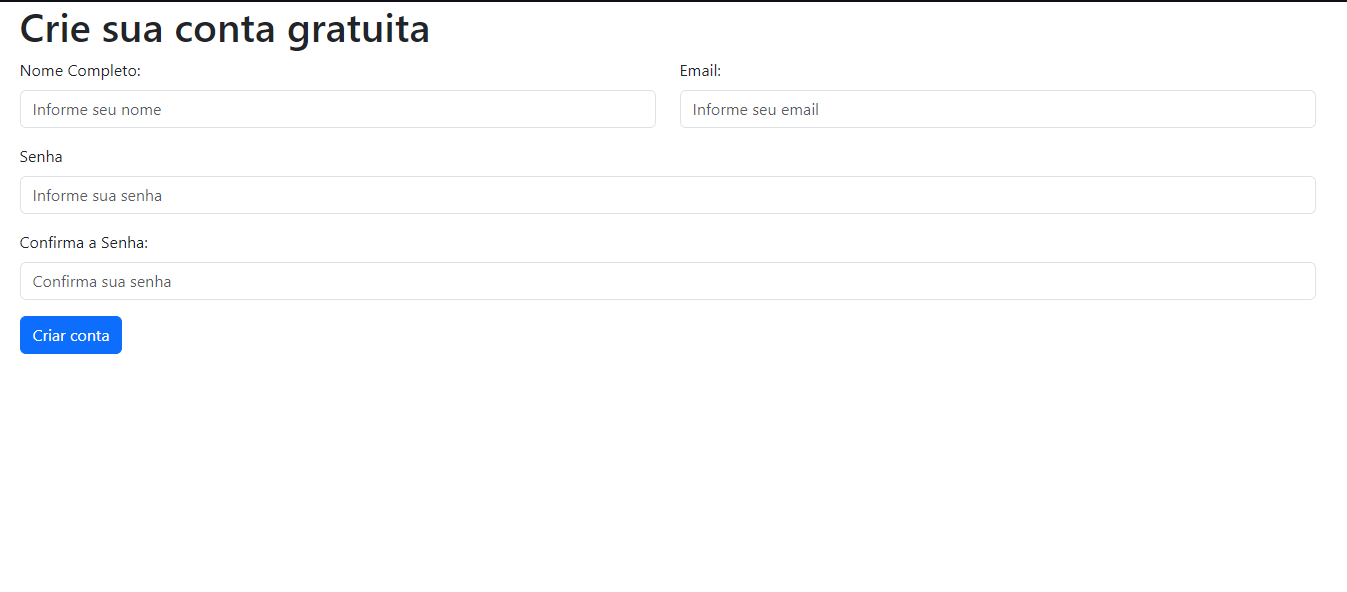 Crie sua conta gratuita
Nome Completo: Email:
Informe seu nome Informe seu email
Senha
Informe sua senha
Confirma a Senha:
Confirma sua senha
Criar conta